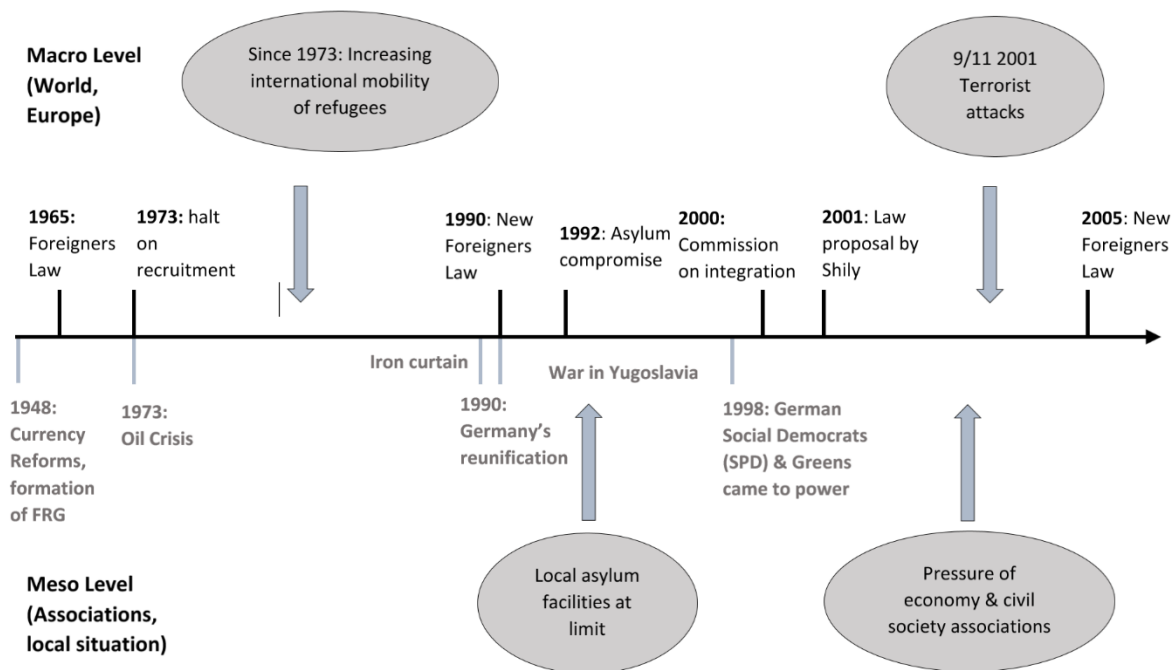 Macro Level
(World,
Europe)
Since 1973: Increasing
international mobility
of refugees
9/11 2001
Terrorist
attacks
1965:
Foreigners
Law
1973: halt
on
recruitment
1990: New
Foreigners
Law
1992: Asylum
compromise
2000:
Commission
on integration
2001: Law
proposal by
Shily
2005: New
Foreigners
Law
Iron curtain
War in Yugoslavia
1948:
Currency
Reforms,
formation
of FRG
1973:
Oil Crisis
1990:
Germany’s
reunification
1998: German
Social Democrats
(SPD) & Greens
came to power
Meso Level
(Associations,
local situation)
Local asylum
facilities at
limit
Pressure of
economy & civil
society associations